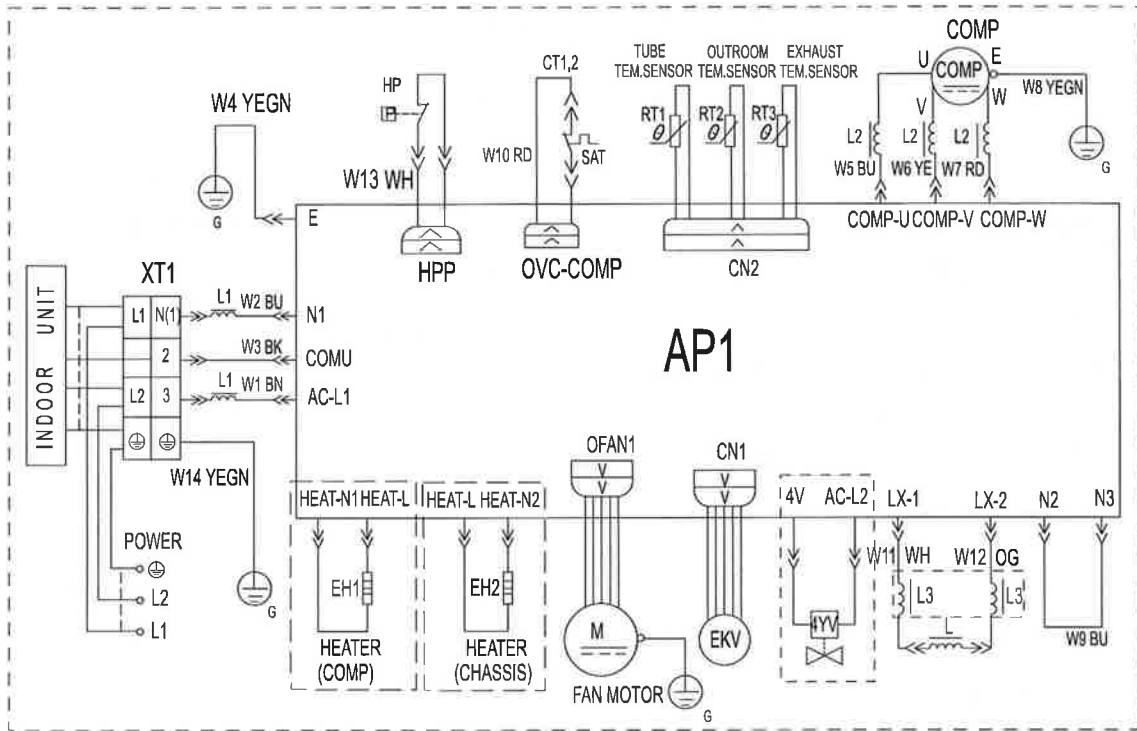 COMP
TUBE
TEM.SENSOR
OUTROOM
TEM.SENSOR
EXHAUST
TEM.SENSOR
CT1,2
HP
P
U
COMP
E
W8 YEGN
V
W
W4 YEGN
RT1
θ
RT2
θ
RT3
θ
L2
L2
L2
W10 RD
SAT
W5 BU
W6 YE
W7 RD
G
W13 WH
G
E
COMP-U
COMP-V
COMP-W
HPP
OVC-COMP
CN2
XT1
INDOOR UNIT
L1
N(1)
L1
W2 BU
N1
2
W3 BK
COMU
L2
3
L1
W1 BN
AC-L1
AP1
W14 YEGN
OFAN1
CN1
HEAT-N1
HEAT-L
HEAT-L
HEAT-N2
4V
AC-L2
LX-1
LX-2
N2
N3
POWER
L2
L1
G
EH1
EH2
W11
WH
W12
OG
L3
L3
L
M
EKV
4YV
W9 BU
HEATER
(COMP)
HEATER
(CHASSIS)
FAN MOTOR
G